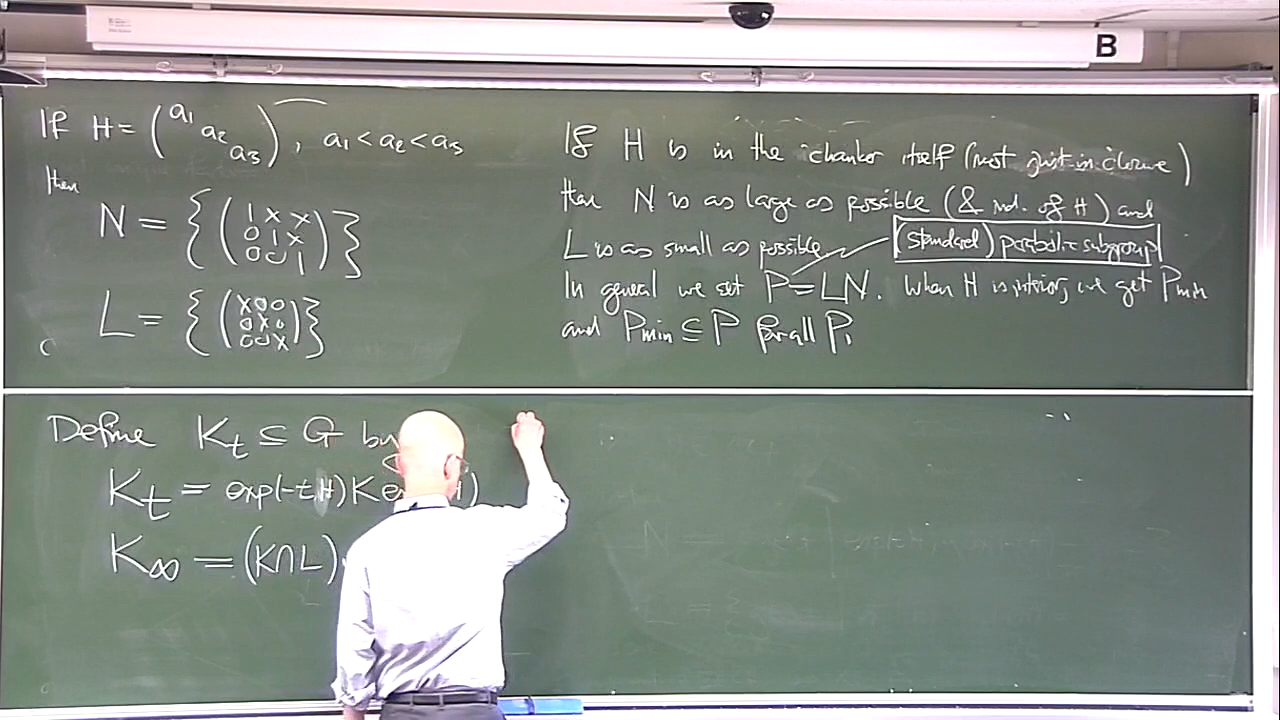 B
If H = (a1 a2 a3), a1 < a2 < a3
then
N = { (1 x x
0 1 x
0 0 1) }
L = { (x 0 0
0 x 0
0 0 x) }
If H is in the chamber itself (not just in closure)
then N is as large as possible (& ind. of H) and
L is as small as possible (standard) parabolic subgroup
In general we set P = LN. When H is interior, we get Pmin
and Pmin ⊆ P for all P.
Define Kt ⊆ G by
Kt = exp(-tH) K
K∞ = (K∩L)